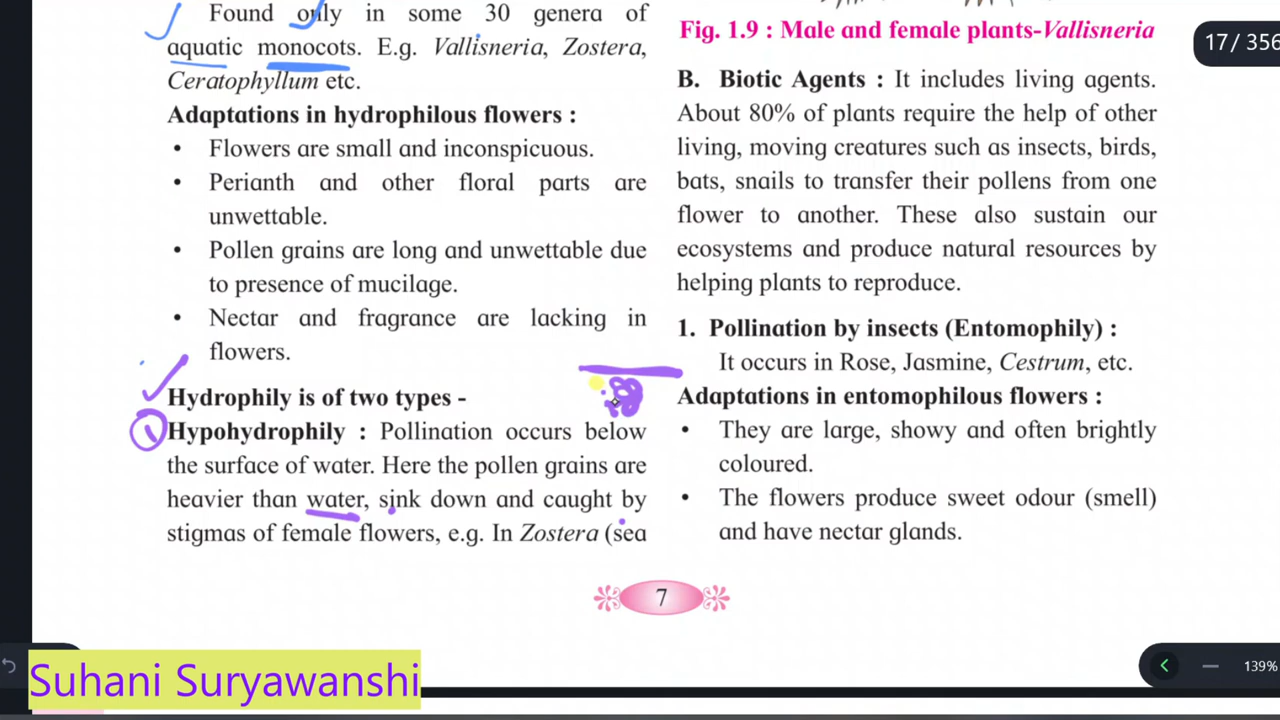 Found only in some 30 genera of
aquatic monocots. E.g. Vallisneria, Zostera,
Ceratophyllum etc.
Adaptations in hydrophilous flowers :
• Flowers are small and inconspicuous.
• Perianth and other floral parts are
unwettable.
• Pollen grains are long and unwettable due
to presence of mucilage.
• Nectar and fragrance are lacking in
flowers.
Hydrophily is of two types -
Hypohydrophily : Pollination occurs below
the surface of water. Here the pollen grains are
heavier than water, sink down and caught by
stigmas of female flowers, e.g. In Zostera (sea
Fig. 1.9 : Male and female plants-Vallisneria
B. Biotic Agents : It includes living agents.
About 80% of plants require the help of other
living, moving creatures such as insects, birds,
bats, snails to transfer their pollens from one
flower to another. These also sustain our
ecosystems and produce natural resources by
helping plants to reproduce.
1. Pollination by insects (Entomophily) :
It occurs in Rose, Jasmine, Cestrum, etc.
Adaptations in entomophilous flowers :
• They are large, showy and often brightly
coloured.
• The flowers produce sweet odour (smell)
and have nectar glands.
7
17 / 356
139%
Suhani Suryawanshi